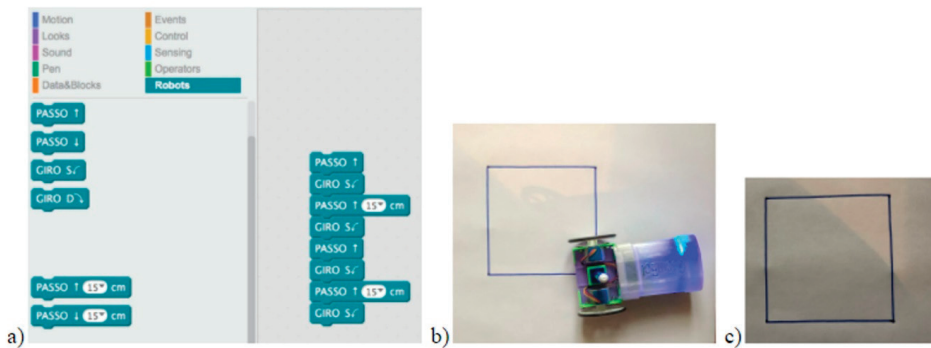 Motion
Looks
Sound
Pen
Data&Blocks
Events
Control
Sensing
Operators
Robots
PASSO ↑
PASSO ↓
GIRO S
GIRO D
PASSO ↑ 15 cm
PASSO ↓ 15 cm
PASSO ↑
GIRO S
PASSO ↑ 15 cm
GIRO S
PASSO ↑
GIRO S
PASSO ↑ 15 cm
GIRO S
a)
b)
c)